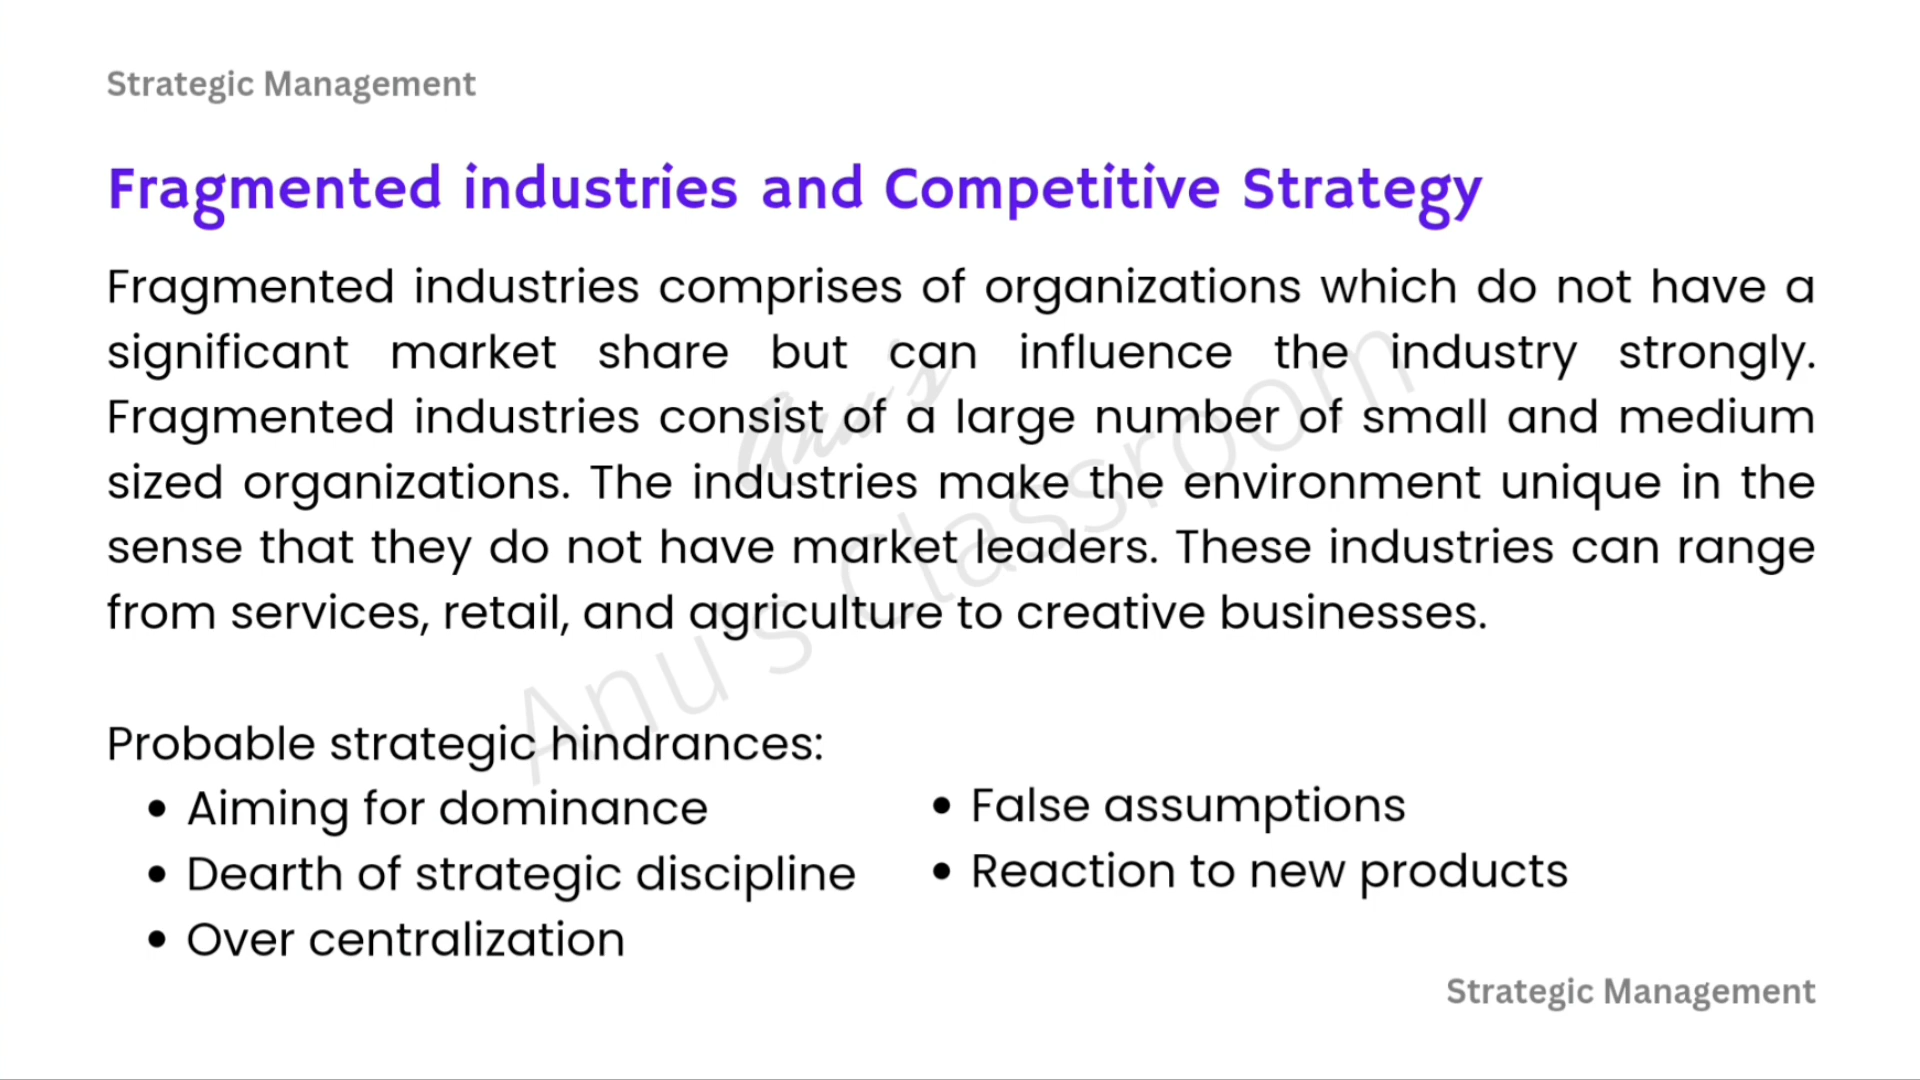 Strategic Management
Fragmented industries and Competitive Strategy
Fragmented industries comprises of organizations which do not have a
significant market share but can influence the industry strongly.
Fragmented industries consist of a large number of small and medium
sized organizations. The industries make the environment unique in the
sense that they do not have market leaders. These industries can range
from services, retail, and agriculture to creative businesses.
Anu's
Anu's Classroom
Probable strategic hindrances:
• Aiming for dominance
• Dearth of strategic discipline
• Over centralization
• False assumptions
• Reaction to new products
Strategic Management